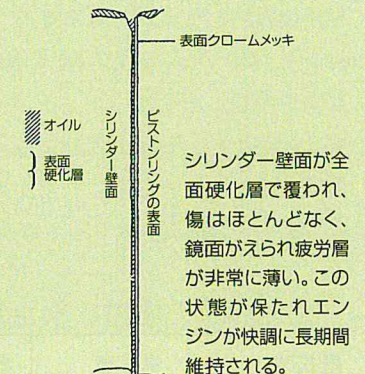 表面クロームメッキ
オイル
表面
硬化層
シリンダー壁面
ピストンリングの表面
シリンダー壁面が全
面硬化層で覆われ、
傷はほとんどなく、
鏡面がえられ疲労層
が非常に薄い。この
状態が保たれエン
ジンが快調に長期間
維持される。